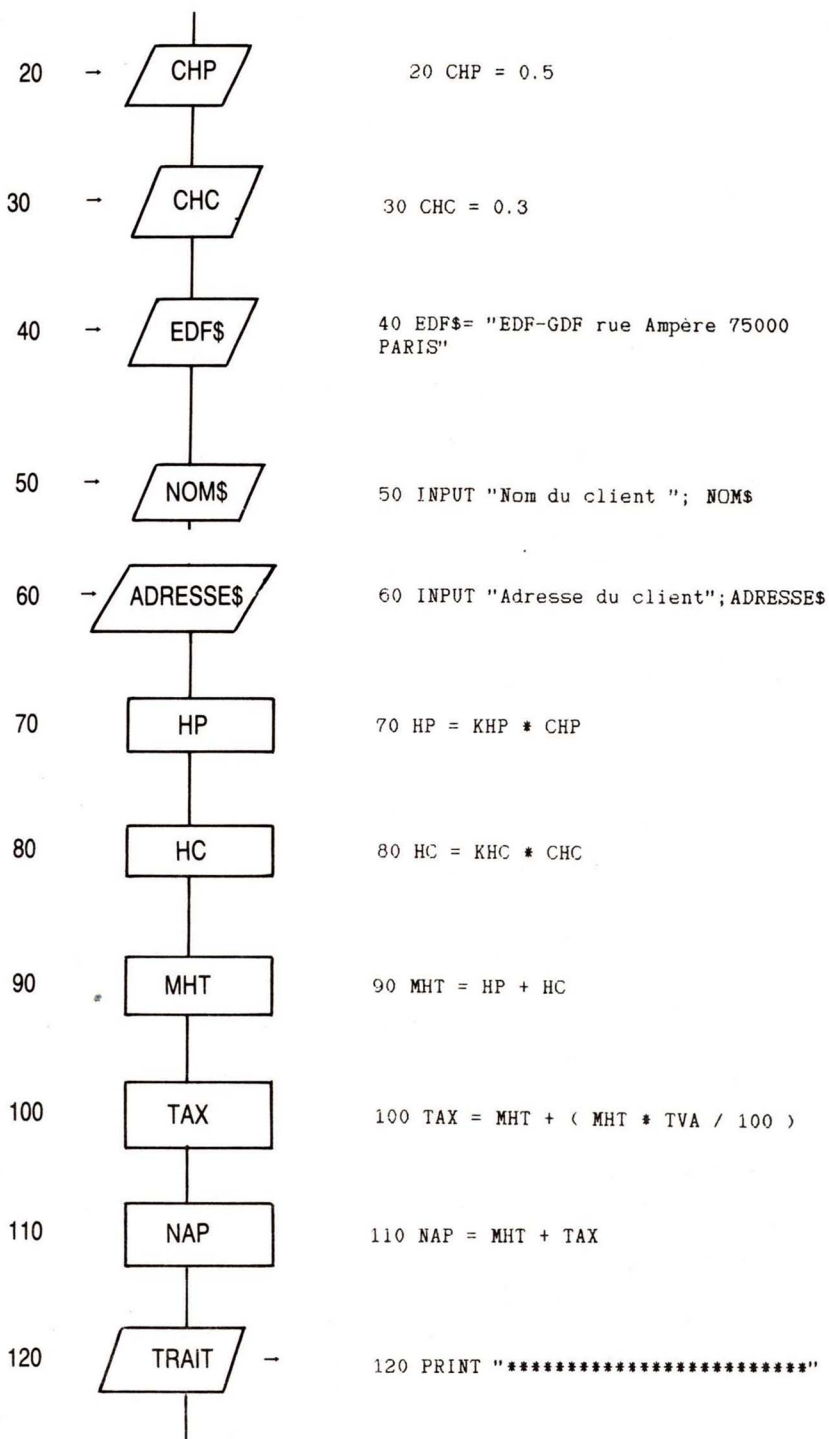 20 → CHP 20 CHP = 0.5
30 → CHC 30 CHC = 0.3
40 → EDF$ 40 EDF$= "EDF-GDF rue Ampère 75000
PARIS"
50 → NOM$ 50 INPUT "Nom du client "; NOM$
60 → ADRESSE$ 60 INPUT "Adresse du client";ADRESSE$
70 HP 70 HP = KHP * CHP
80 HC 80 HC = KHC * CHC
90 MHT 90 MHT = HP + HC
100 TAX 100 TAX = MHT + ( MHT * TVA / 100 )
110 NAP 110 NAP = MHT + TAX
120 TRAIT → 120 PRINT "*************************"